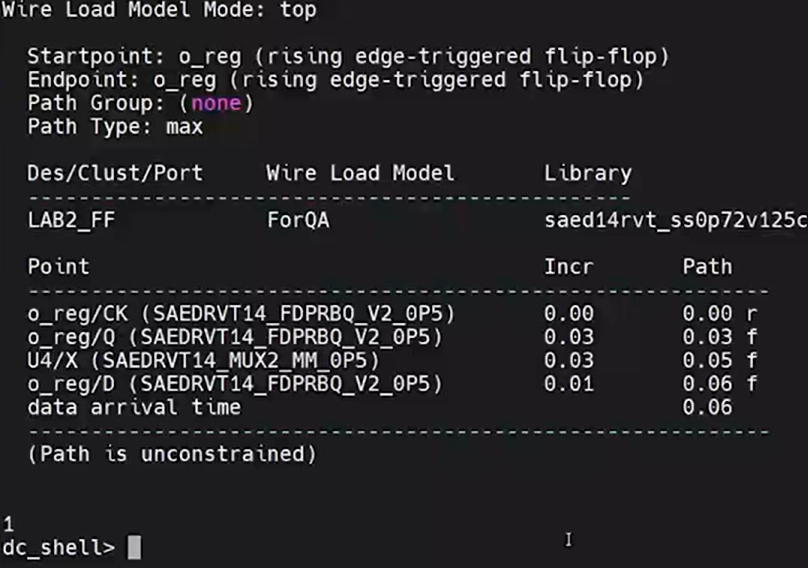 Wire Load Model Mode: top
Startpoint: o_reg (rising edge-triggered flip-flop)
Endpoint: o_reg (rising edge-triggered flip-flop)
Path Group: (none)
Path Type: max
Des/Clust/Port Wire Load Model Library
------------------------------------------------
LAB2_FF ForQA saed14rvt_ss0p72v125c
Point Incr Path
-----------------------------------------------------------
o_reg/CK (SAEDRVT14_FDPRBQ_V2_0P5) 0.00 0.00 r
o_reg/Q (SAEDRVT14_FDPRBQ_V2_0P5) 0.03 0.03 f
U4/X (SAEDRVT14_MUX2_MM_0P5) 0.03 0.05 f
o_reg/D (SAEDRVT14_FDPRBQ_V2_0P5) 0.01 0.06 f
data arrival time 0.06
-----------------------------------------------------------
(Path is unconstrained)
1
dc_shell>